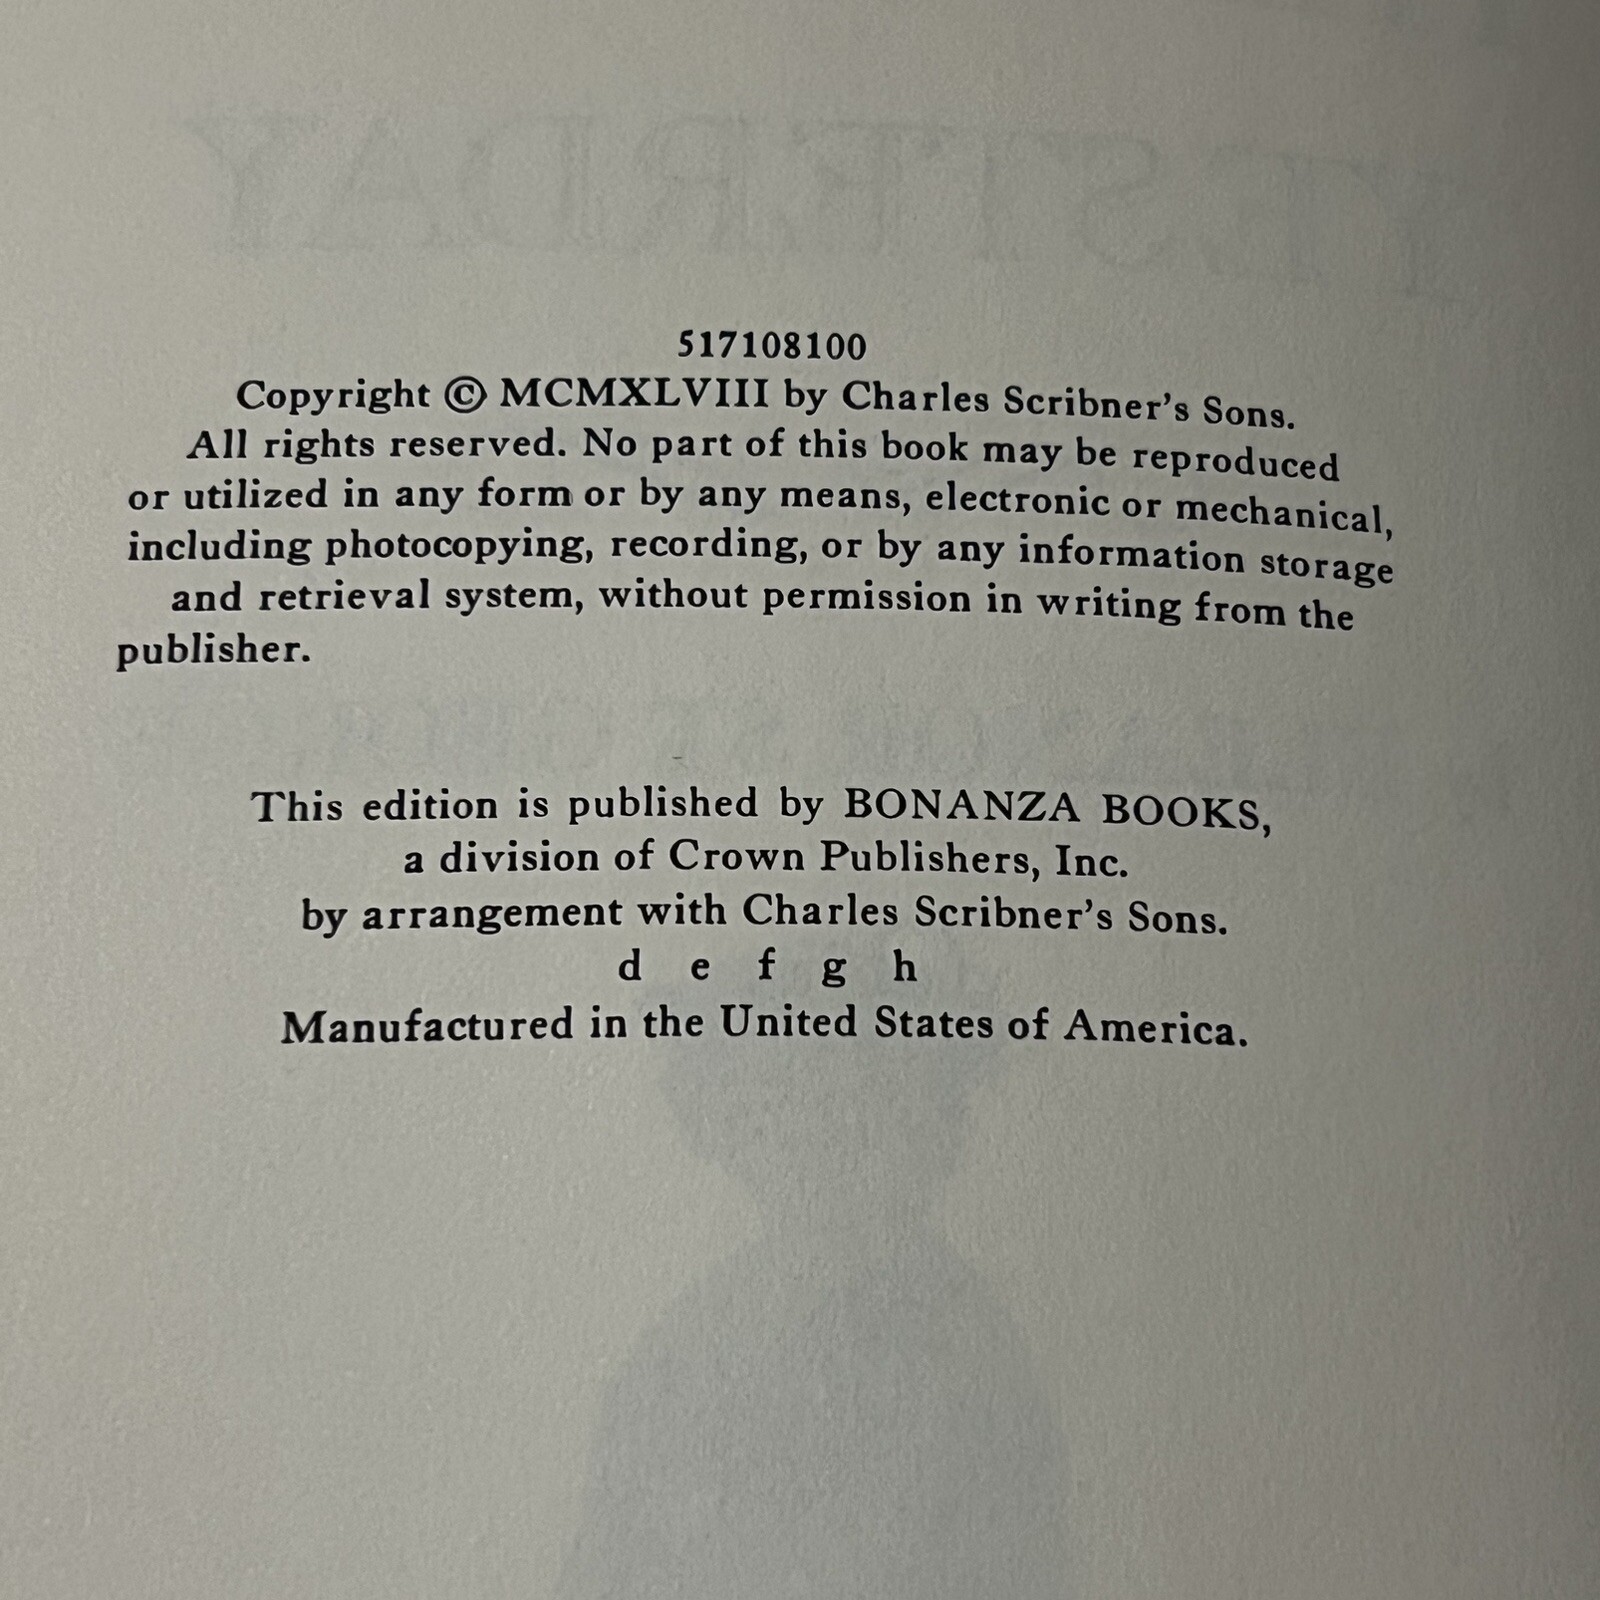 517108100
Copyright © MCMXLVIII by Charles Scribner's Sons.
All rights reserved. No part of this book may be reproduced
or utilized in any form or by any means, electronic or mechanical,
including photocopying, recording, or by any information storage
and retrieval system, without permission in writing from the
publisher.
This edition is published by BONANZA BOOKS,
a division of Crown Publishers, Inc.
by arrangement with Charles Scribner's Sons.
d e f g h
Manufactured in the United States of America.